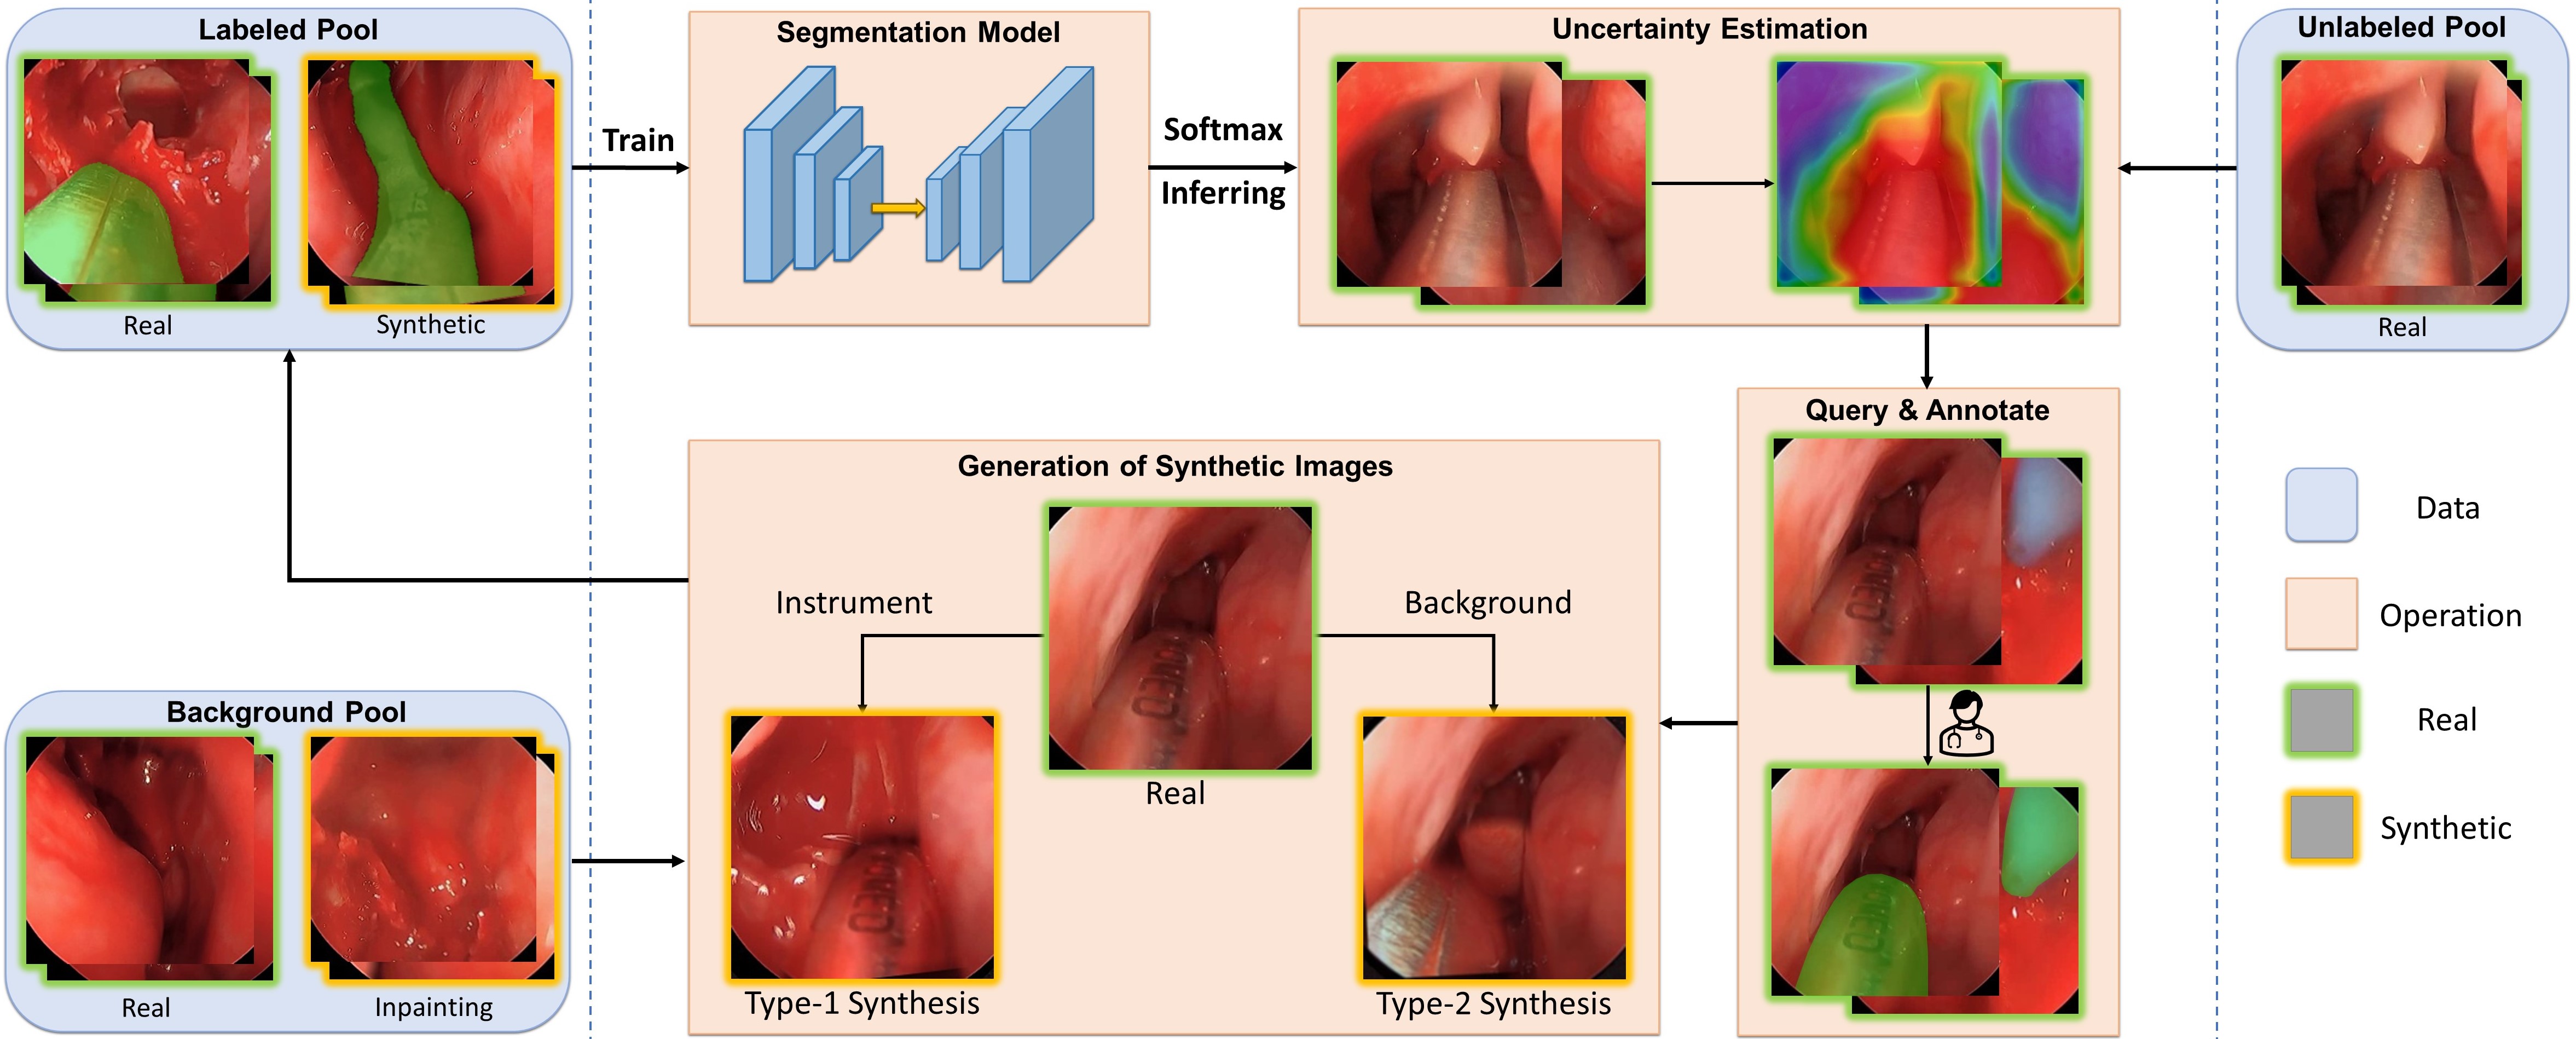 Labeled Pool
Real
Synthetic
Train
Segmentation Model
Softmax
Inferring
Uncertainty Estimation
Unlabeled Pool
Real
Query & Annotate
Generation of Synthetic Images
Instrument
Background
Real
Type-1 Synthesis
Type-2 Synthesis
Background Pool
Real
Inpainting
Data
Operation
Real
Synthetic